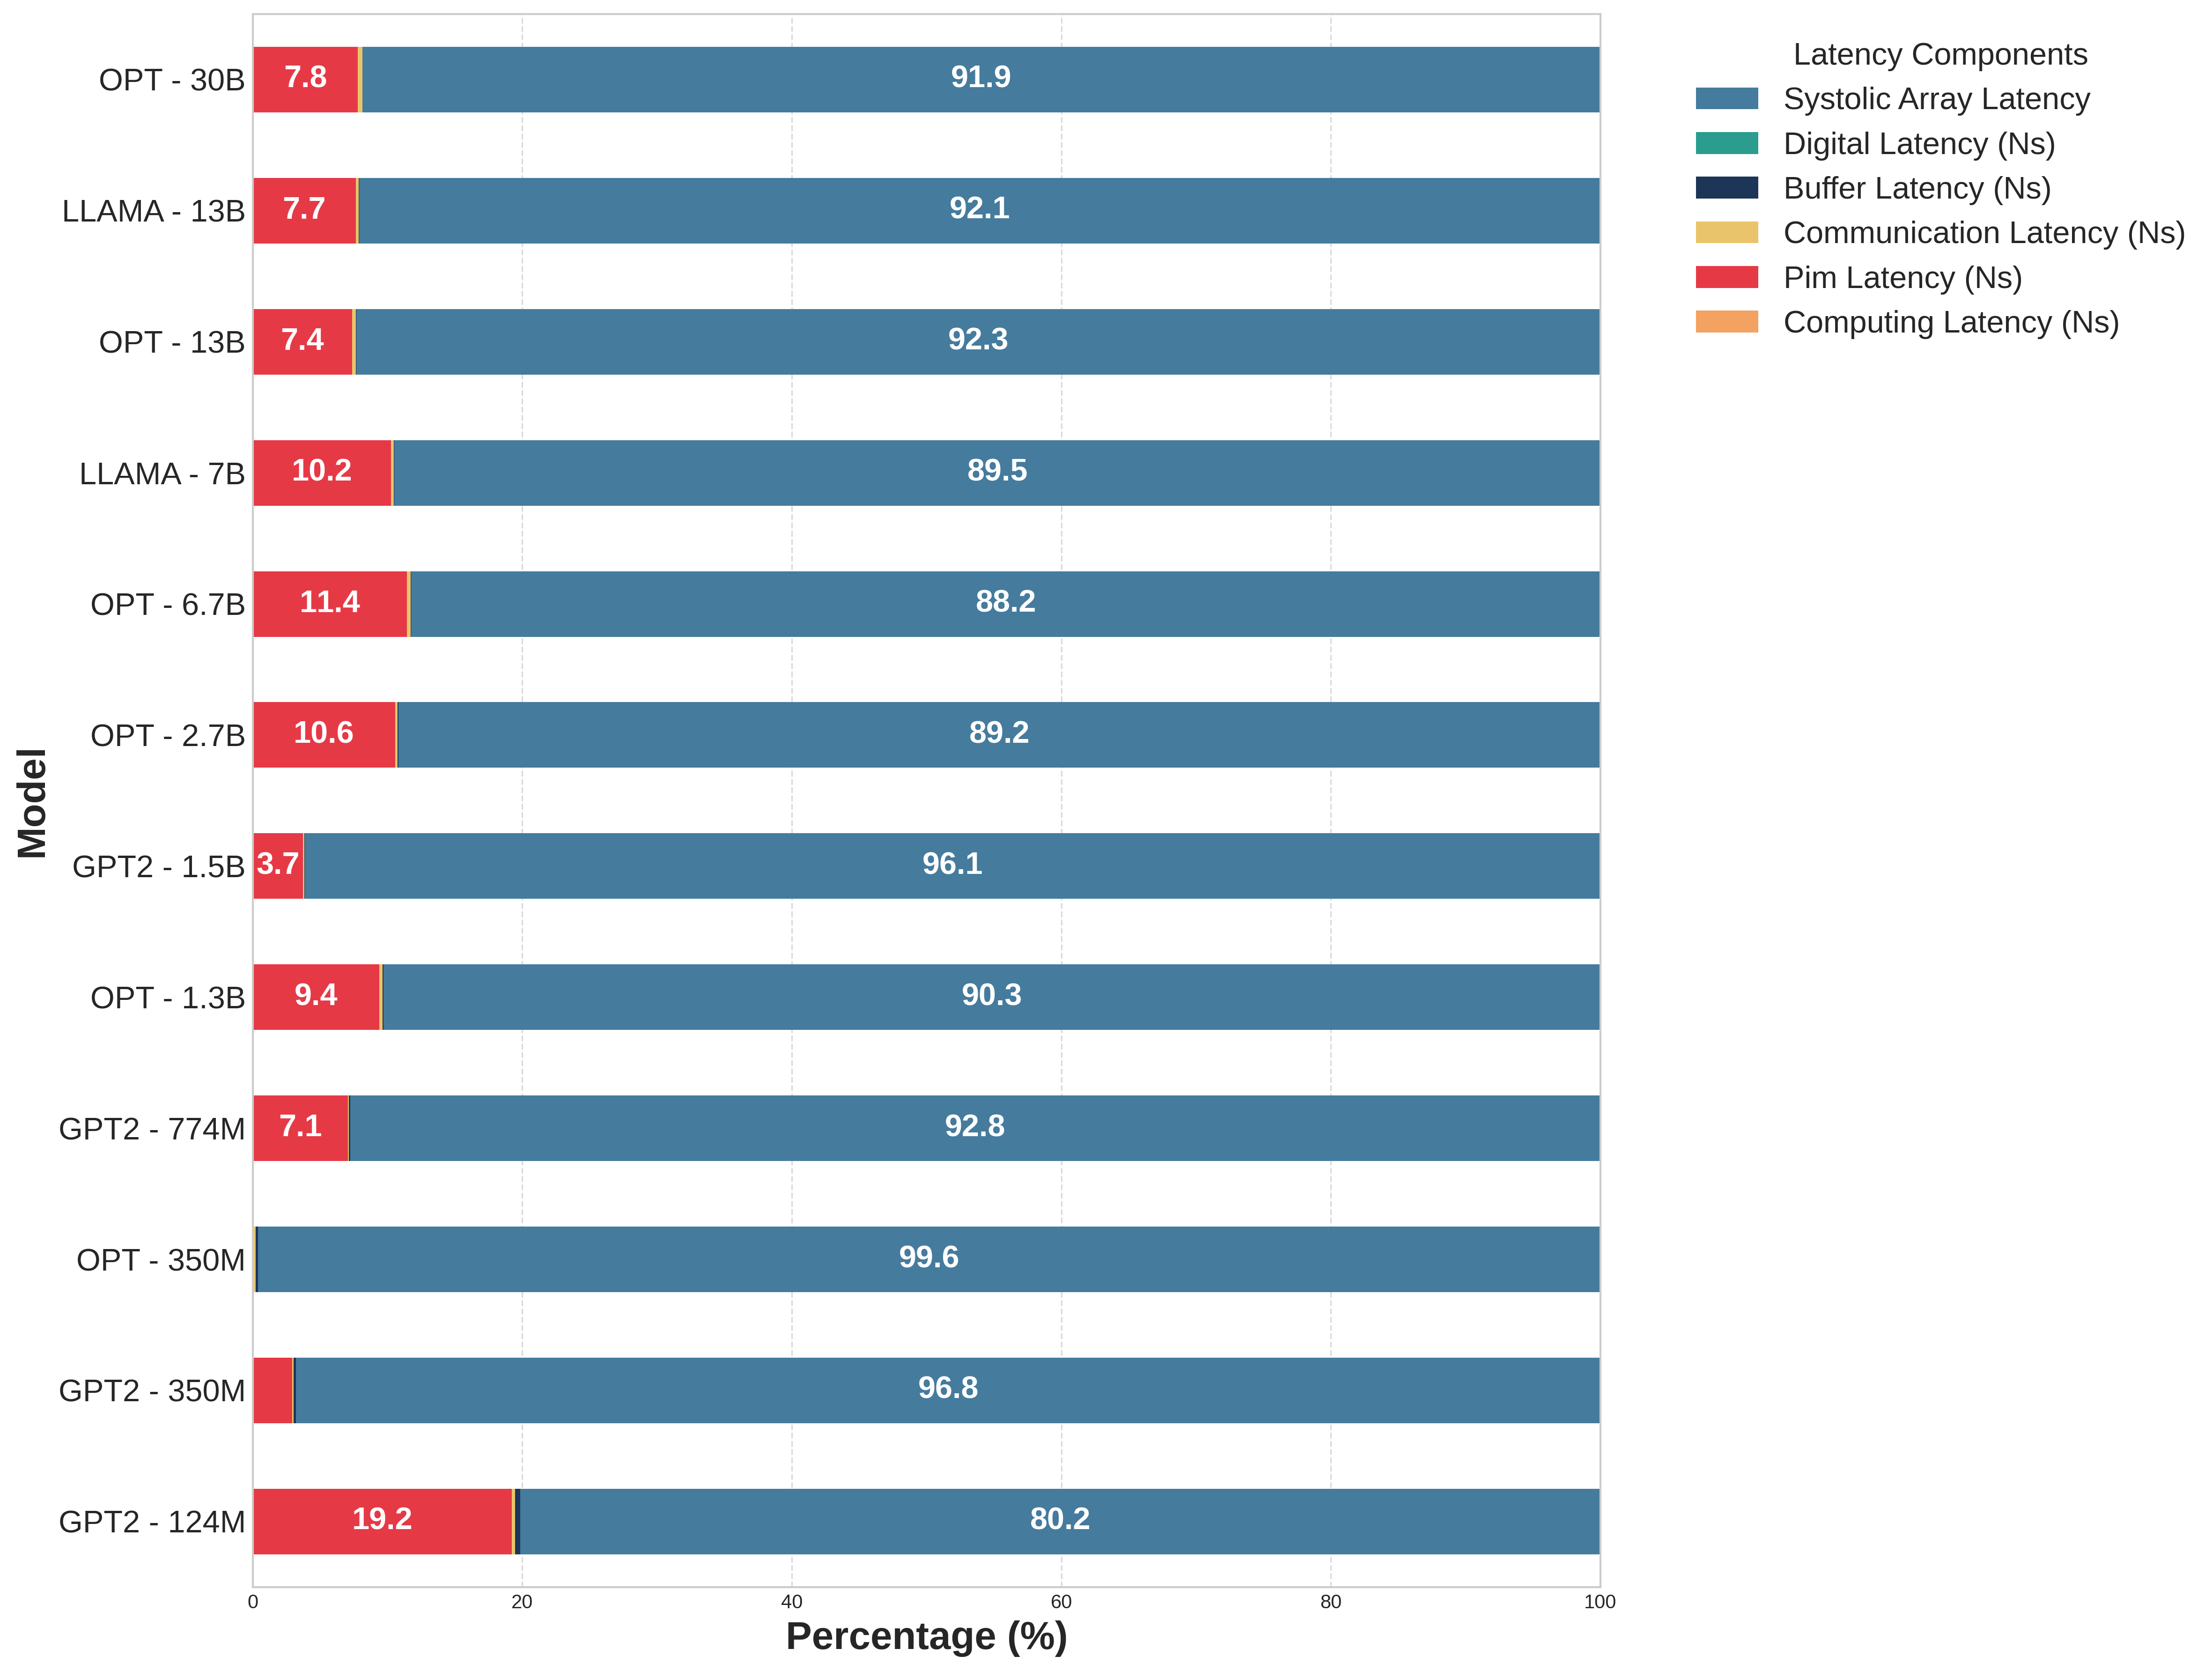 Latency Components
Systolic Array Latency
Digital Latency (Ns)
Buffer Latency (Ns)
Communication Latency (Ns)
Pim Latency (Ns)
Computing Latency (Ns)
Model
OPT - 30B 7.8 91.9
LLAMA - 13B 7.7 92.1
OPT - 13B 7.4 92.3
LLAMA - 7B 10.2 89.5
OPT - 6.7B 11.4 88.2
OPT - 2.7B 10.6 89.2
GPT2 - 1.5B 3.7 96.1
OPT - 1.3B 9.4 90.3
GPT2 - 774M 7.1 92.8
OPT - 350M 99.6
GPT2 - 350M 96.8
GPT2 - 124M 19.2 80.2
0 20 40 60 80 100
Percentage (%)